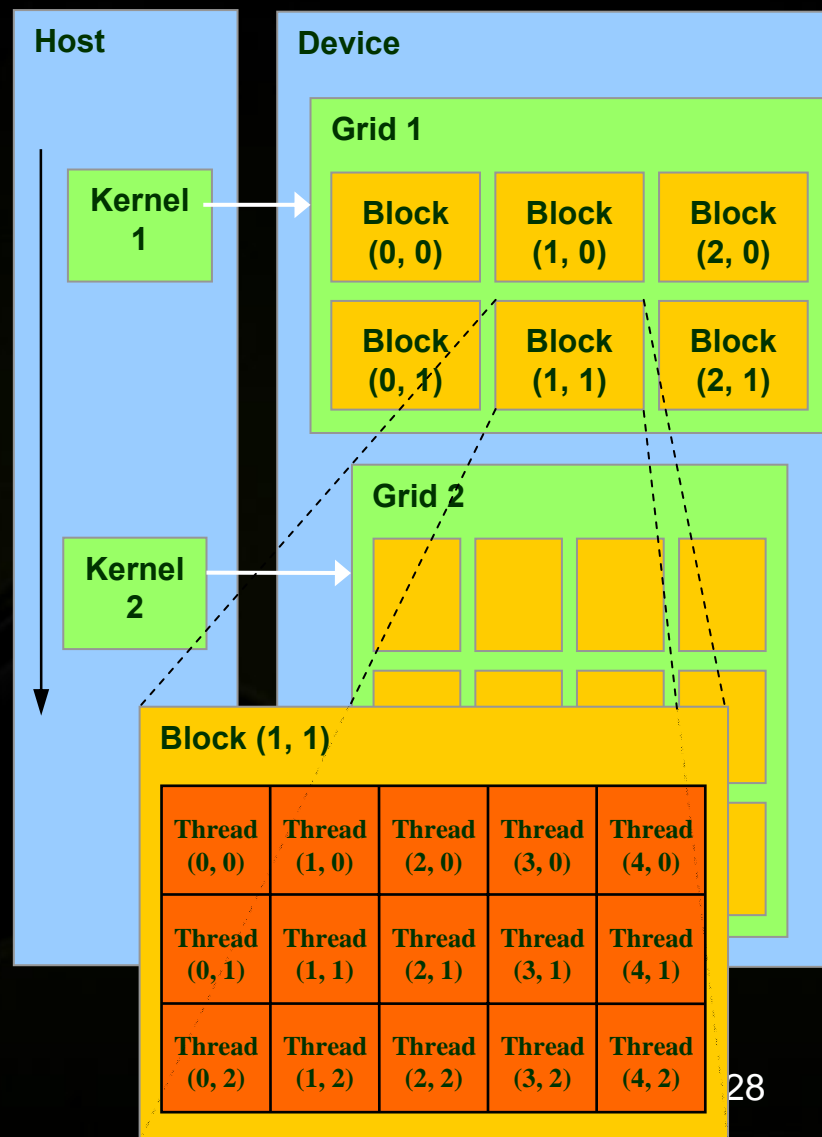 Host
Device
Grid 1
Kernel
1
Block
(0, 0)
Block
(1, 0)
Block
(2, 0)
Block
(0, 1)
Block
(1, 1)
Block
(2, 1)
Grid 2
Kernel
2
Block (1, 1)
Thread
(0, 0)
Thread
(1, 0)
Thread
(2, 0)
Thread
(3, 0)
Thread
(4, 0)
Thread
(0, 1)
Thread
(1, 1)
Thread
(2, 1)
Thread
(3, 1)
Thread
(4, 1)
Thread
(0, 2)
Thread
(1, 2)
Thread
(2, 2)
Thread
(3, 2)
Thread
(4, 2)
28